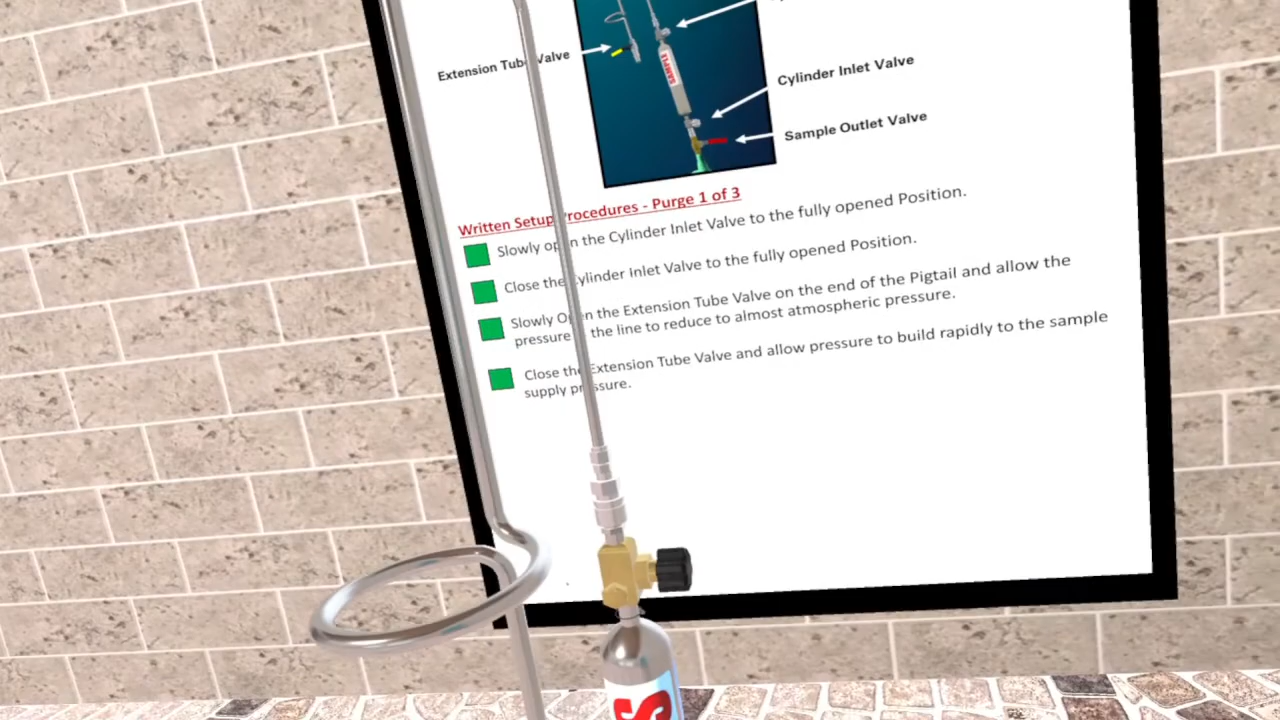 Extension Tube Valve
Cylinder Inlet Valve
Sample Outlet Valve
SAMPLE
Written Setup Procedures - Purge 1 of 3
Slowly open the Cylinder Inlet Valve to the fully opened Position.
Close the Cylinder Inlet Valve to the fully opened Position.
Slowly Open the Extension Tube Valve on the end of the Pigtail and allow the
pressure in the line to reduce to almost atmospheric pressure.
Close the Extension Tube Valve and allow pressure to build rapidly to the sample
supply pressure.
S